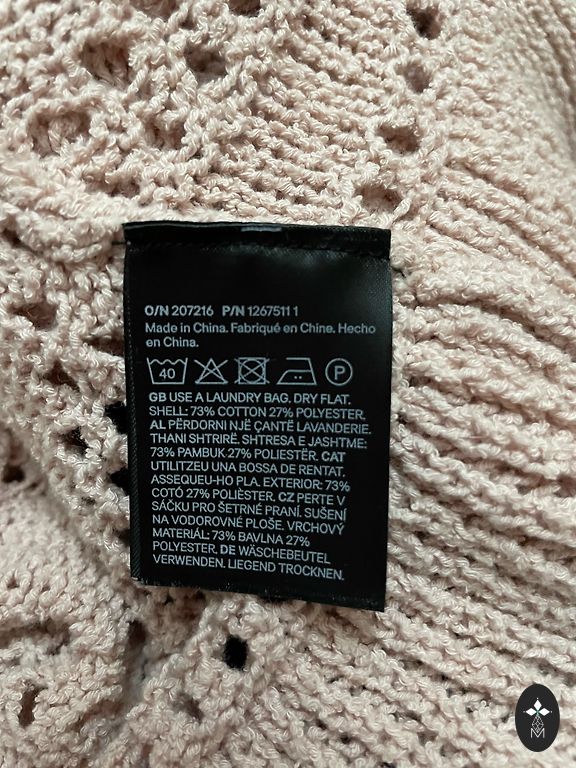 O/N 207216 P/N 1267511 1
Made in China. Fabriqué en Chine. Hecho
en China.
40 P
GB USE A LAUNDRY BAG. DRY FLAT.
SHELL: 73% COTTON 27% POLYESTER.
AL PËRDORNI NJË ÇANTË LAVANDERIE.
THANI SHTRIRË. SHTRESA E JASHTME:
73% PAMBUK 27% POLIESTËR. CAT
UTILITZEU UNA BOSSA DE RENTAT.
ASSEQUEU-HO PLA. EXTERIOR: 73%
COTÓ 27% POLIÈSTER. CZ PERTE V
SÁČKU PRO ŠETRNÉ PRANÍ. SUŠENÍ
NA VODOROVNÉ PLOŠE. VRCHOVÝ
MATERIÁL: 73% BAVLNA 27%
POLYESTER. DE WÄSCHEBEUTEL
VERWENDEN. LIEGEND TROCKNEN.
M